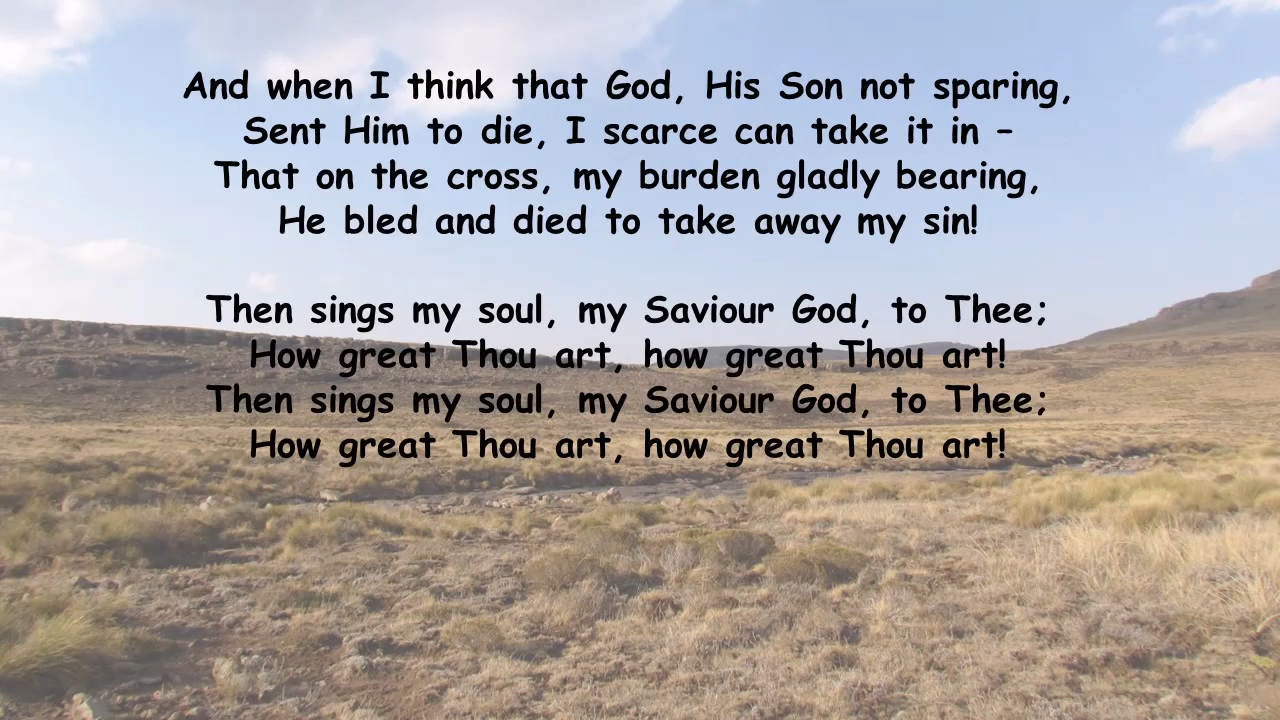 And when I think that God, His Son not sparing,
Sent Him to die, I scarce can take it in –
That on the cross, my burden gladly bearing,
He bled and died to take away my sin!
Then sings my soul, my Saviour God, to Thee;
How great Thou art, how great Thou art!
Then sings my soul, my Saviour God, to Thee;
How great Thou art, how great Thou art!